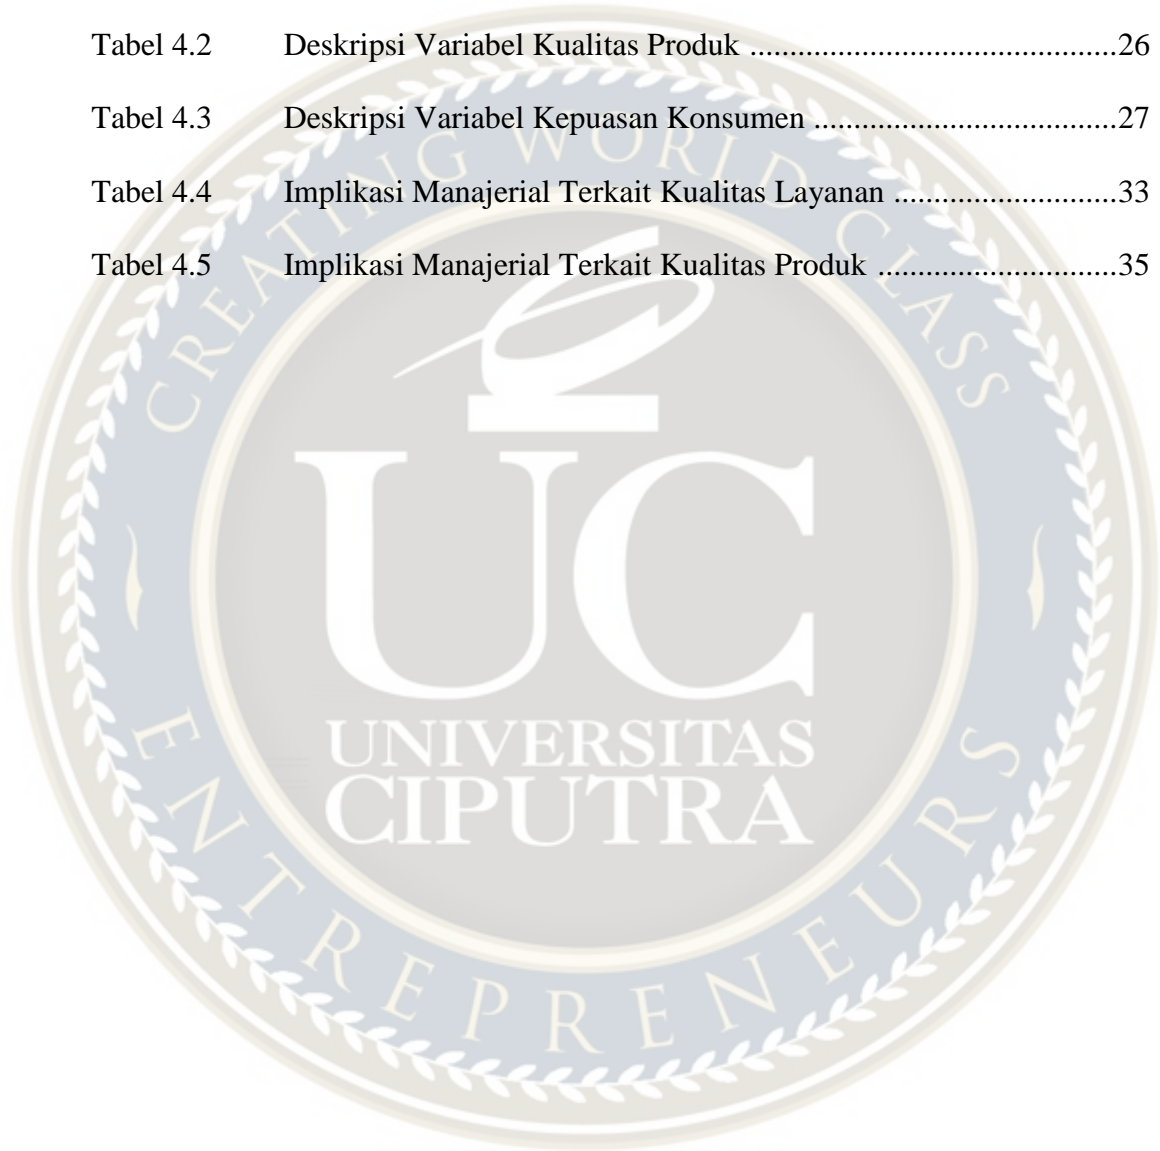 Tabel 4.2 Deskripsi Variabel Kualitas Produk ................................................26
Tabel 4.3 Deskripsi Variabel Kepuasan Konsumen .......................................27
Tabel 4.4 Implikasi Manajerial Terkait Kualitas Layanan .............................33
Tabel 4.5 Implikasi Manajerial Terkait Kualitas Produk ...............................35
CREATING WORLD CLASS
UC
UNIVERSITAS
CIPUTRA
ENTREPRENEURS